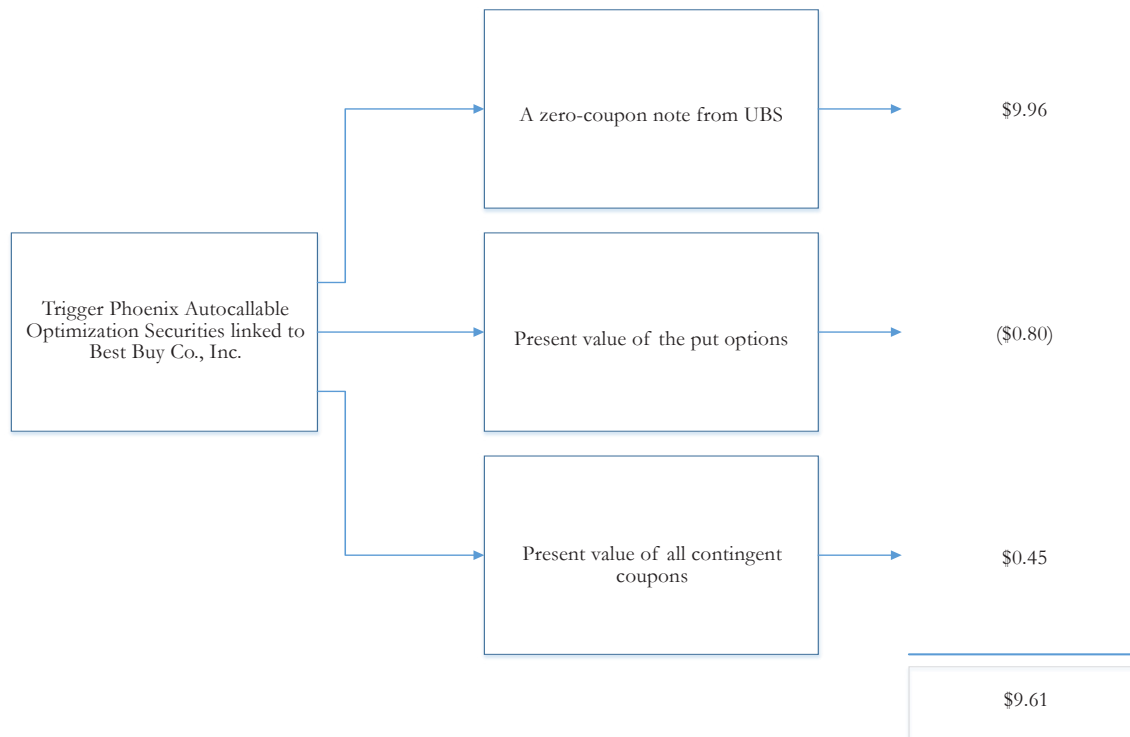 A zero-coupon note from UBS
$9.96
Trigger Phoenix Autocallable
Optimization Securities linked to
Best Buy Co., Inc.
Present value of the put options
($0.80)
Present value of all contingent
coupons
$0.45
$9.61